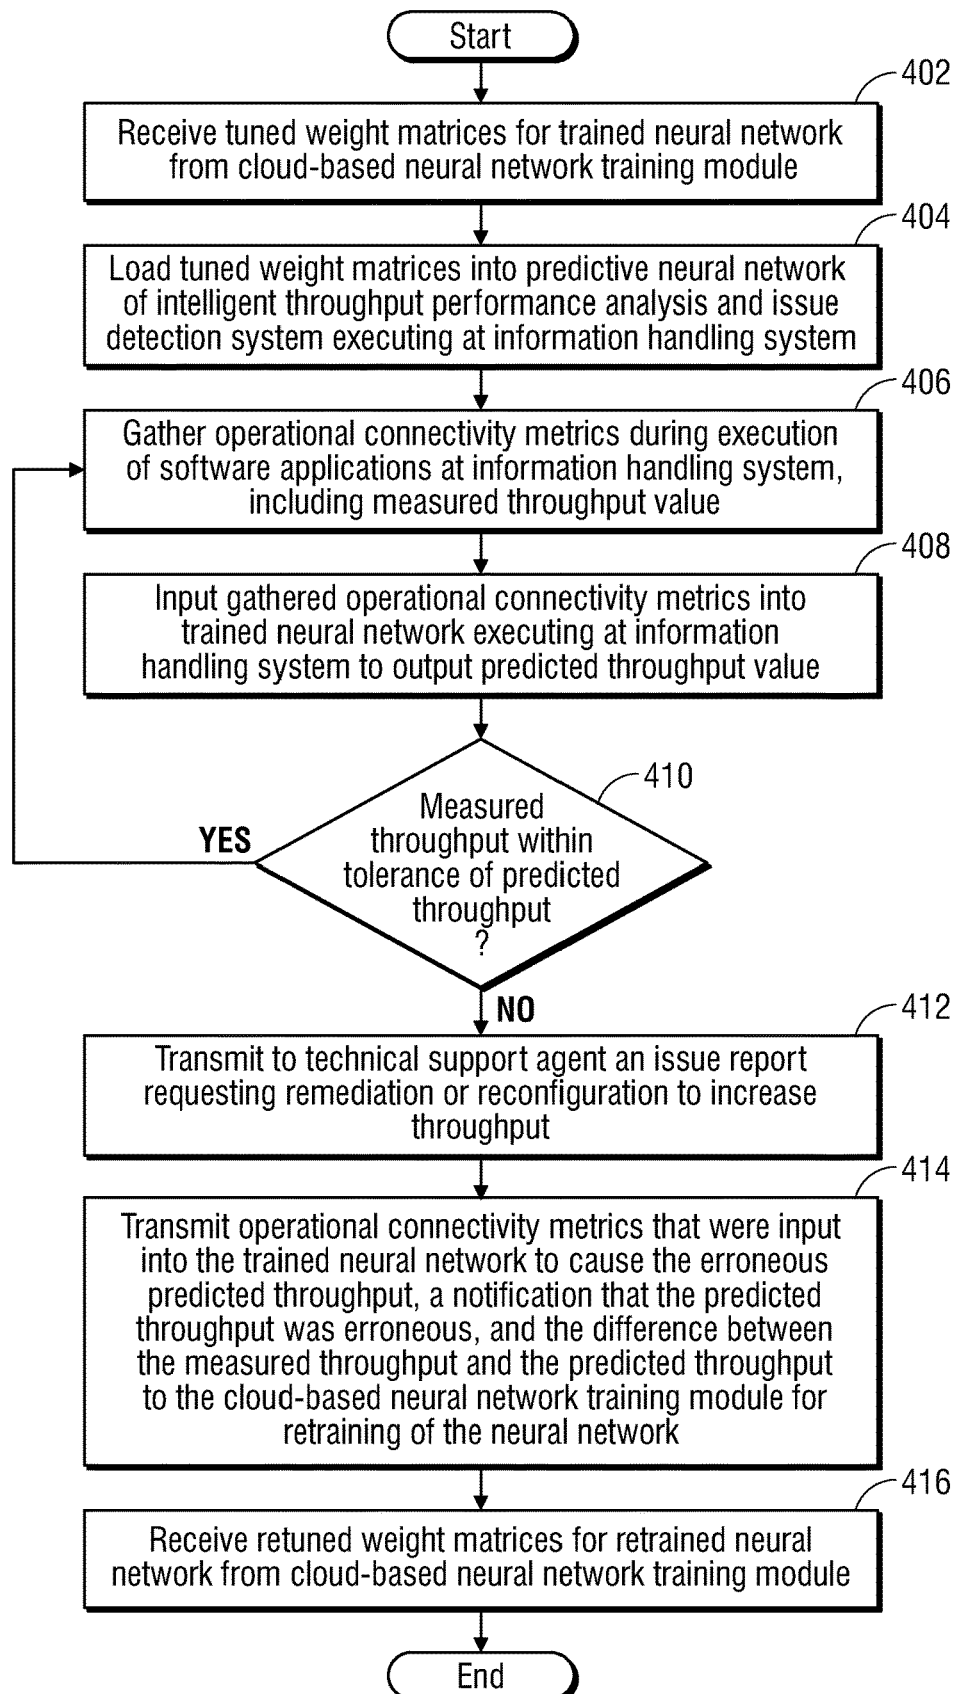 Start
402
Receive tuned weight matrices for trained neural network
from cloud-based neural network training module
404
Load tuned weight matrices into predictive neural network
of intelligent throughput performance analysis and issue
detection system executing at information handling system
406
Gather operational connectivity metrics during execution
of software applications at information handling system,
including measured throughput value
408
Input gathered operational connectivity metrics into
trained neural network executing at information
handling system to output predicted throughput value
410
Measured
throughput within
tolerance of predicted
throughput
?
YES
NO
412
Transmit to technical support agent an issue report
requesting remediation or reconfiguration to increase
throughput
414
Transmit operational connectivity metrics that were input
into the trained neural network to cause the erroneous
predicted throughput, a notification that the predicted
throughput was erroneous, and the difference between
the measured throughput and the predicted throughput
to the cloud-based neural network training module for
retraining of the neural network
416
Receive retuned weight matrices for retrained neural
network from cloud-based neural network training module
End